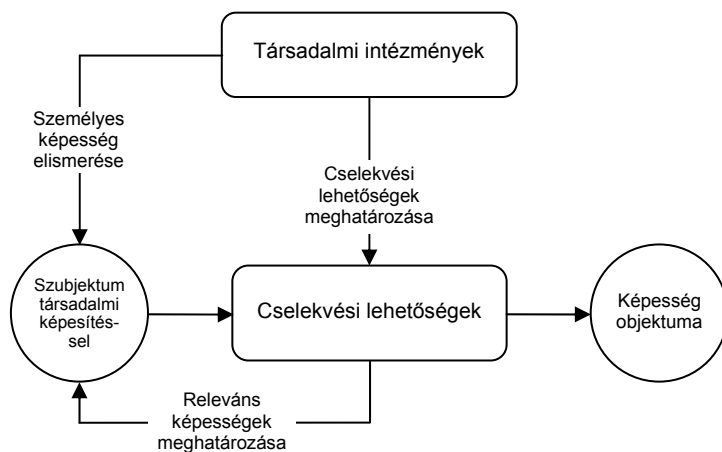 Társadalmi intézmények
Személyes
képesség
elismerése
Cselekvési
lehetőségek
meghatározása
Szubjektum
társadalmi
képesítés-
sel
Cselekvési lehetőségek
Képesség
objektuma
Releváns
képességek
meghatározása